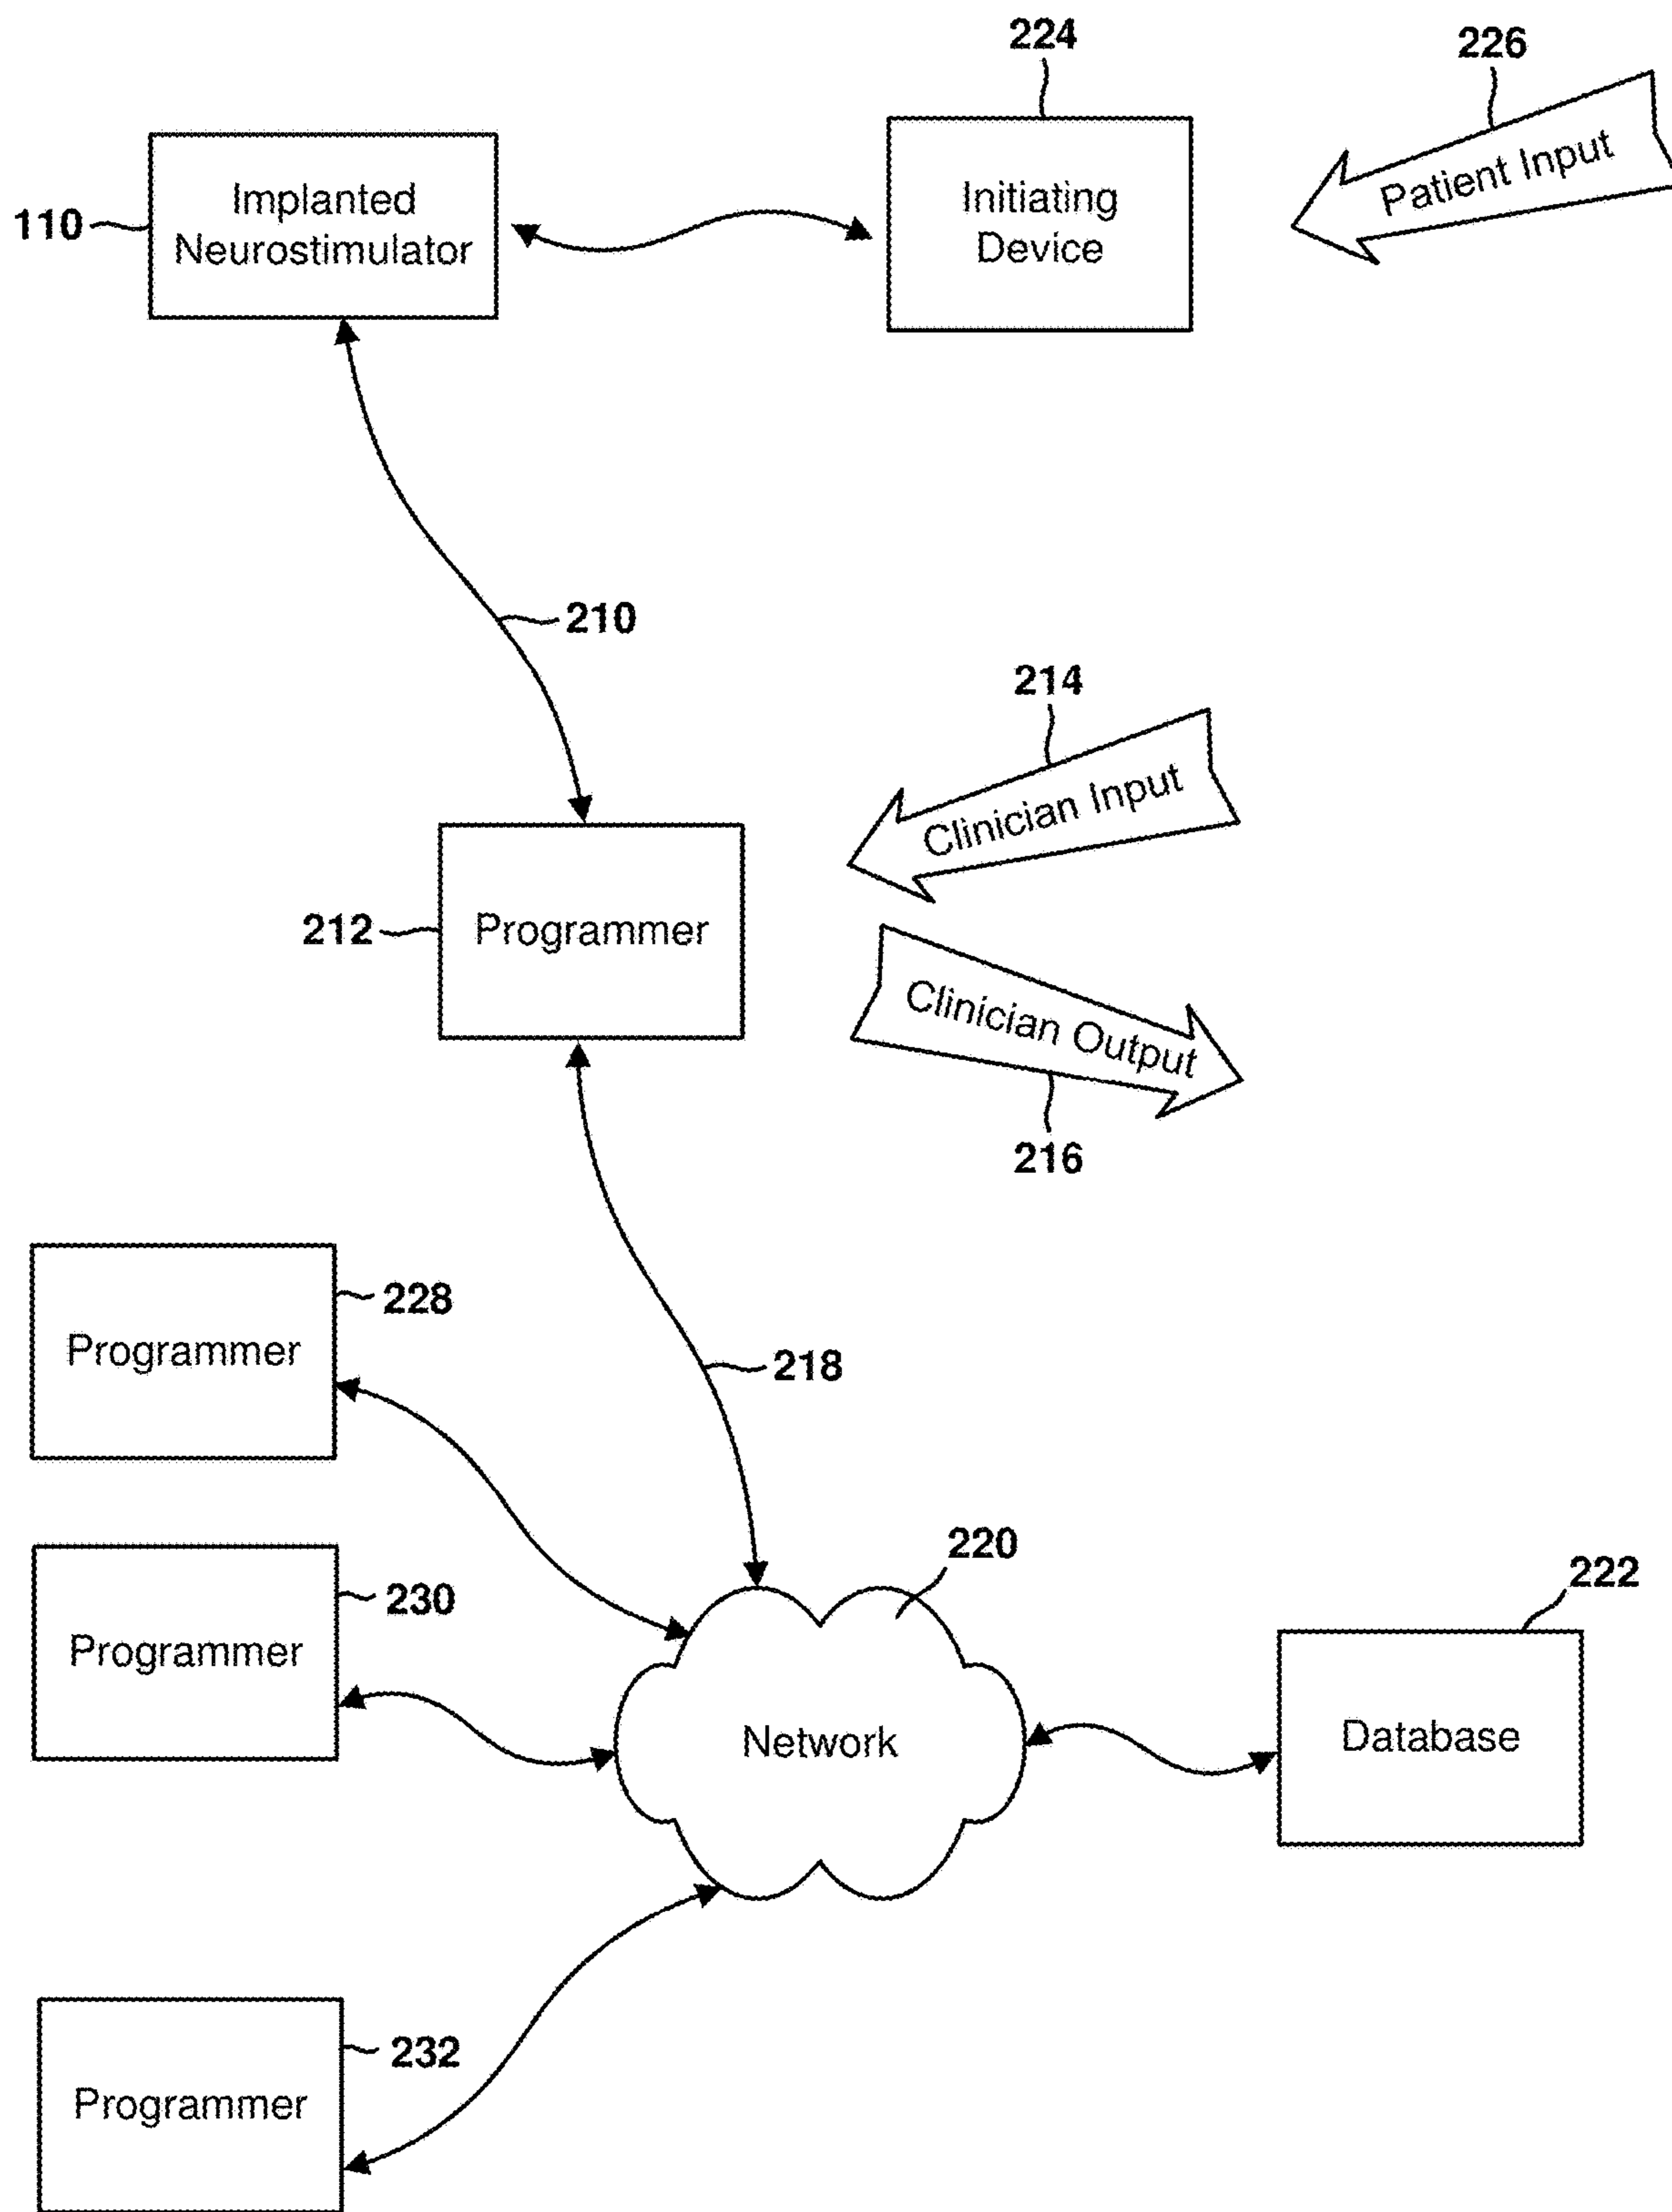 224
226
110
Implanted
Neurostimulator
Initiating
Device
Patient Input
210
214
Clinician Input
212
Programmer
Clinician Output
216
228
Programmer
218
220
222
230
Programmer
Network
Database
232
Programmer